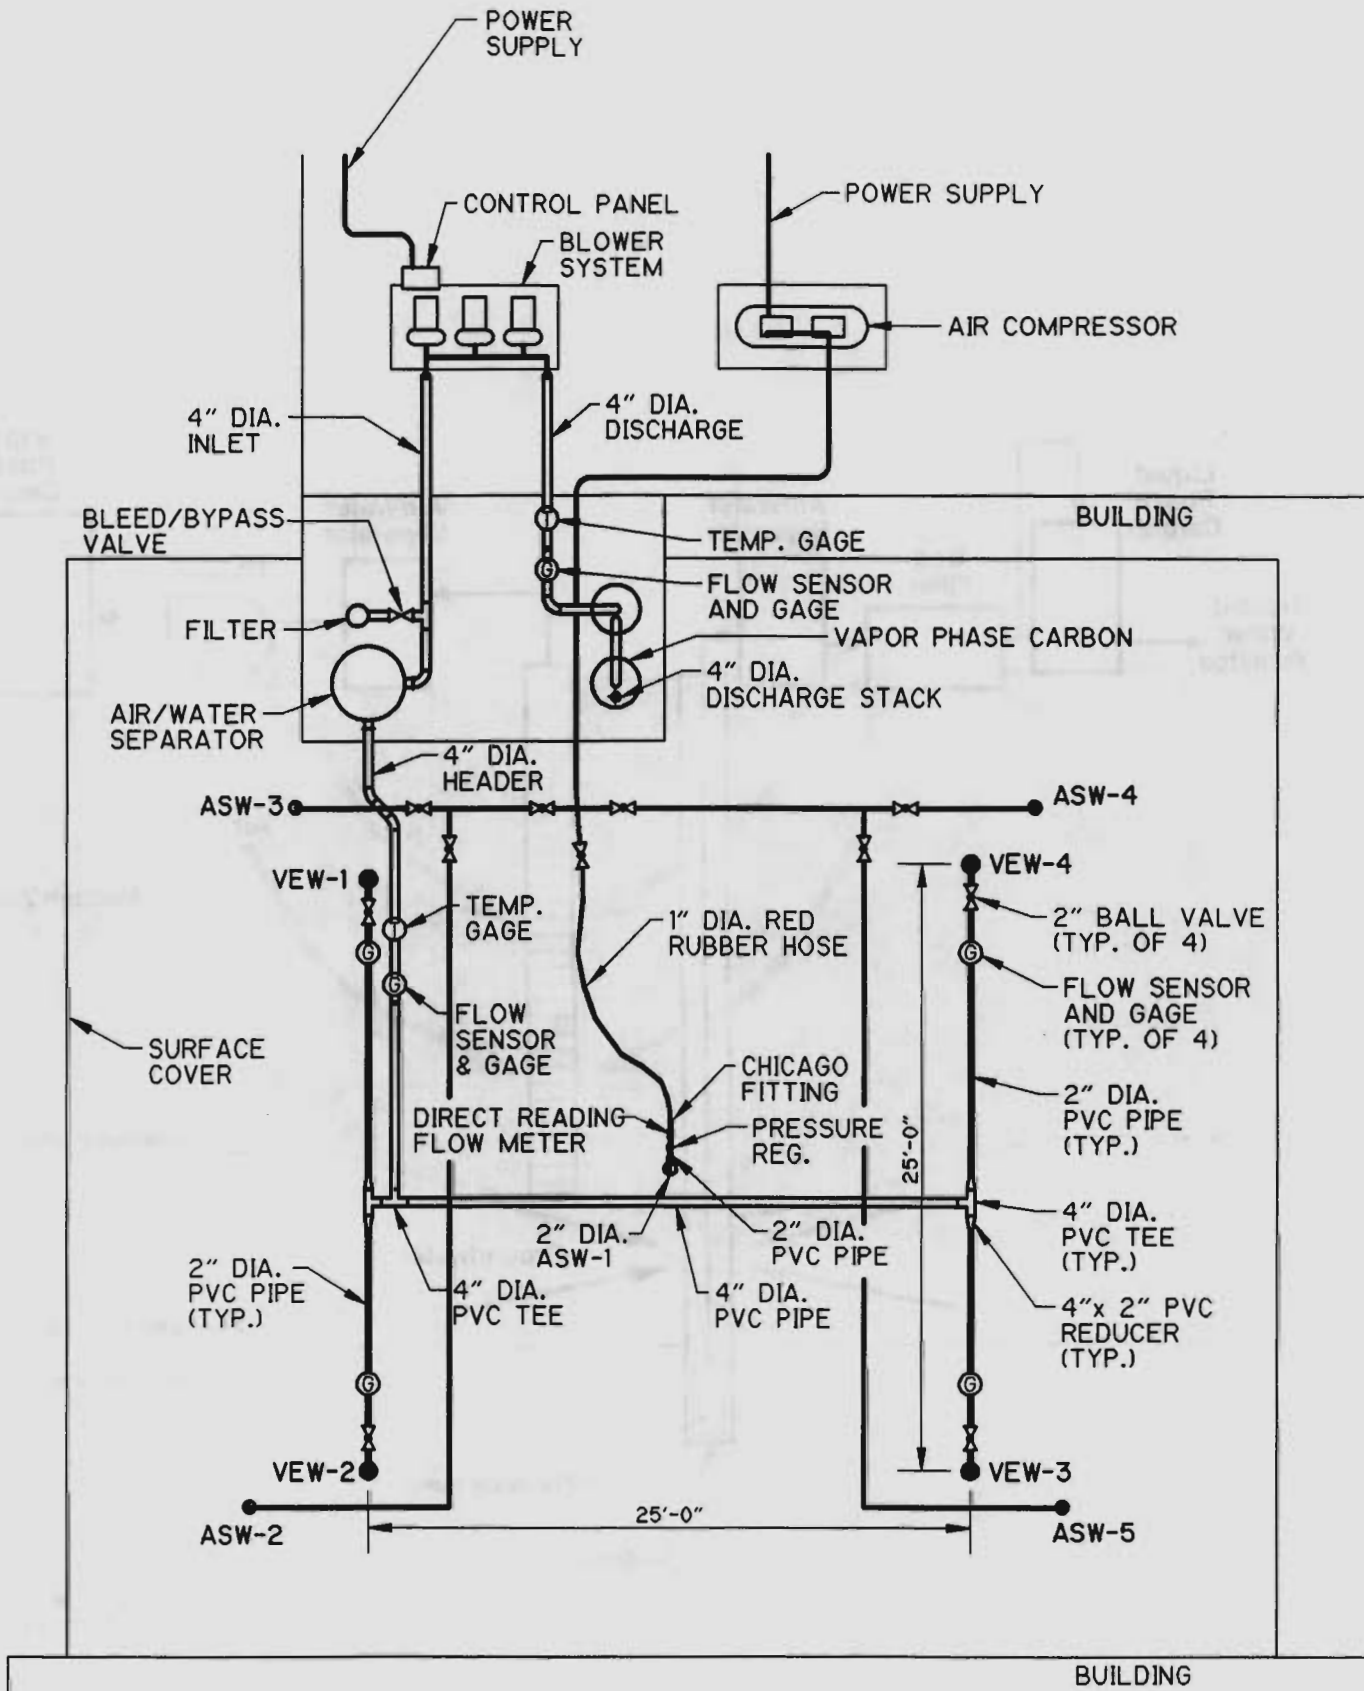 POWER
SUPPLY
CONTROL PANEL
POWER SUPPLY
BLOWER
SYSTEM
AIR COMPRESSOR
4" DIA.
INLET
4" DIA.
DISCHARGE
BUILDING
BLEED/BYPASS
VALVE
T
TEMP. GAGE
G
FLOW SENSOR
AND GAGE
FILTER
VAPOR PHASE CARBON
4" DIA.
DISCHARGE STACK
AIR/WATER
SEPARATOR
4" DIA.
HEADER
ASW-3
ASW-4
VEW-1
VEW-4
TEMP.
GAGE
T
1" DIA. RED
RUBBER HOSE
2" BALL VALVE
(TYP. OF 4)
G
G
G
FLOW
SENSOR
& GAGE
FLOW SENSOR
AND GAGE
(TYP. OF 4)
SURFACE
COVER
CHICAGO
FITTING
DIRECT READING
FLOW METER
PRESSURE
REG.
2" DIA.
PVC PIPE
(TYP.)
25'-0"
2" DIA.
ASW-1
2" DIA.
PVC PIPE
4" DIA.
PVC TEE
(TYP.)
2" DIA.
PVC PIPE
(TYP.)
4" DIA.
PVC TEE
4" DIA.
PVC PIPE
4"x 2" PVC
REDUCER
(TYP.)
G
G
VEW-2
VEW-3
ASW-2
25'-0"
ASW-5
BUILDING